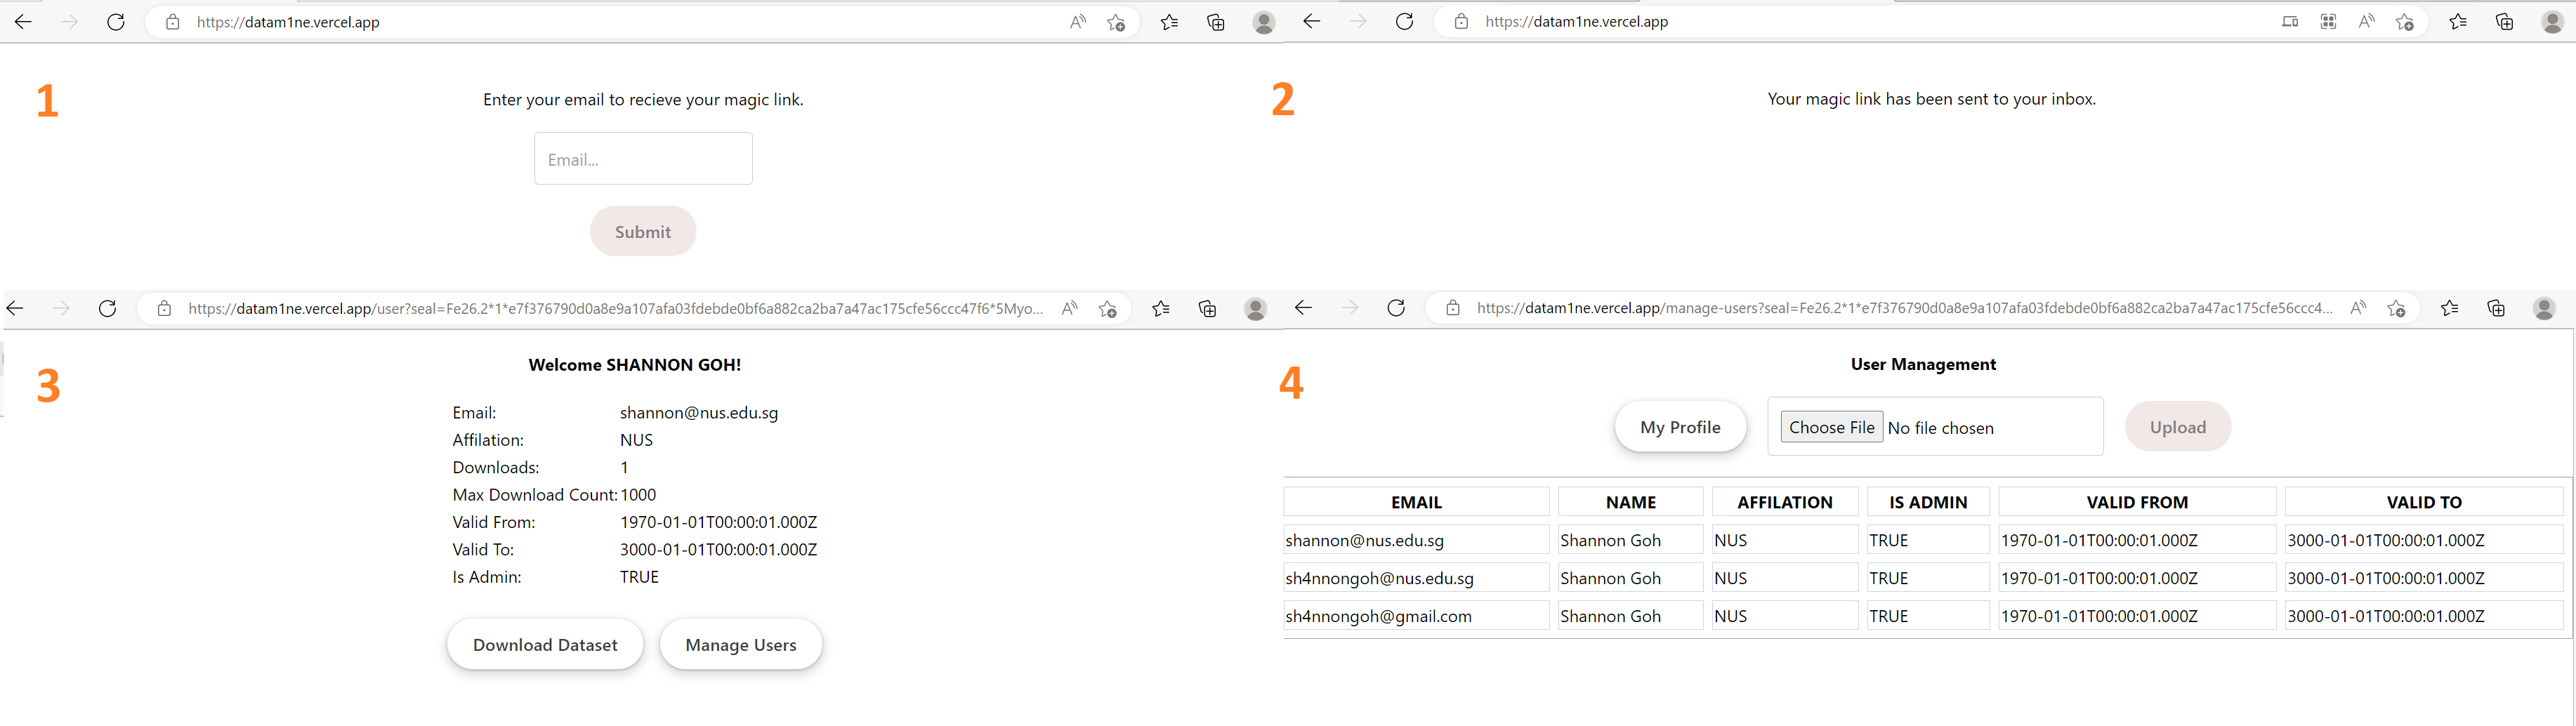 https://datam1ne.vercel.app
1
Enter your email to recieve your magic link.
Email...
Submit
https://datam1ne.vercel.app
2
Your magic link has been sent to your inbox.
https://datam1ne.vercel.app/user?seal=Fe26.2*1*e7f376790d0a8e9a107afa03fdebde0bf6a882ca2ba7a47ac175cfe56ccc47f6*5Myo...
3
Welcome SHANNON GOH!
Email: shannon@nus.edu.sg
Affilation: NUS
Downloads: 1
Max Download Count: 1000
Valid From: 1970-01-01T00:00:01.000Z
Valid To: 3000-01-01T00:00:01.000Z
Is Admin: TRUE
Download Dataset Manage Users
https://datam1ne.vercel.app/manage-users?seal=Fe26.2*1*e7f376790d0a8e9a107afa03fdebde0bf6a882ca2ba7a47ac175cfe56ccc4...
4
User Management
My Profile Choose File No file chosen Upload
EMAIL NAME AFFILATION IS ADMIN VALID FROM VALID TO
shannon@nus.edu.sg Shannon Goh NUS TRUE 1970-01-01T00:00:01.000Z 3000-01-01T00:00:01.000Z
sh4nnongoh@nus.edu.sg Shannon Goh NUS TRUE 1970-01-01T00:00:01.000Z 3000-01-01T00:00:01.000Z
sh4nnongoh@gmail.com Shannon Goh NUS TRUE 1970-01-01T00:00:01.000Z 3000-01-01T00:00:01.000Z